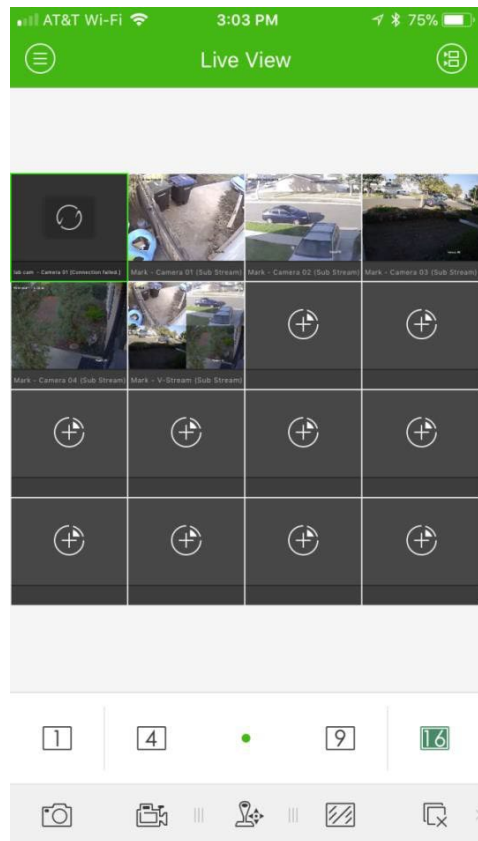 AT&T Wi-Fi 3:03 PM 75%
Live View
lab cam - Camera 01 [Connection failed.] Mark - Camera 01 (Sub Stream) Mark - Camera 02 (Sub Stream) Mark - Camera 03 (Sub Stream)
Mark - Camera 04 (Sub Stream) Mark - V-Stream (Sub Stream)
1 4 9 16